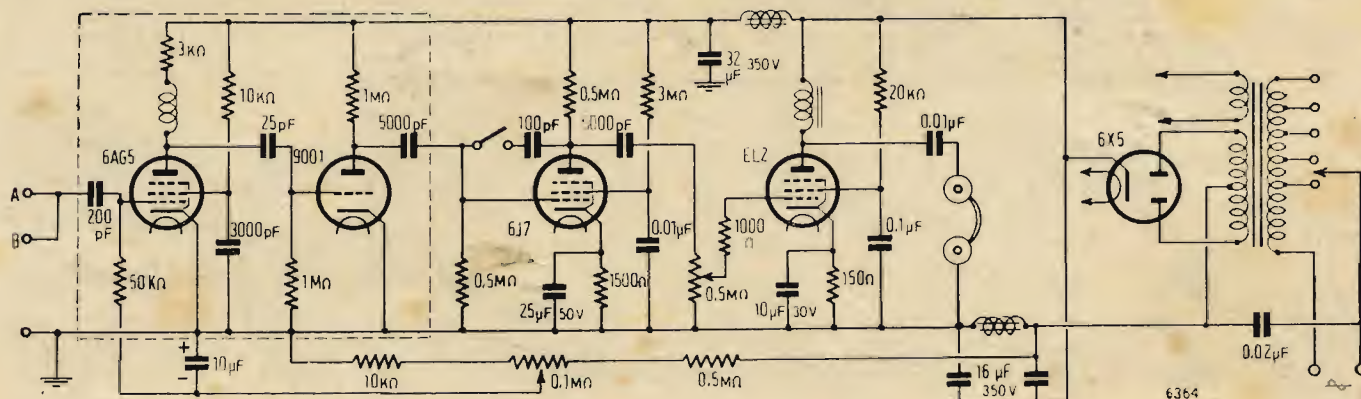 3KΩ
10KΩ
25pF
6AG5
A
B
200 pF
50KΩ
3000pF
10µF
+
-
1MΩ
9001
5000pF
1MΩ
10KΩ
0,1MΩ
0,5MΩ
0,5MΩ
100pF
0,5MΩ
5000pF
3MΩ
6J7
25µF 50V
1500Ω
0.01µF
0,5MΩ
1000 Ω
32 µF 350V
EL2
20KΩ
0.01µF
0.1µF
10µF 30V
150Ω
16 µF 350V
6X5
0.02µF
6364